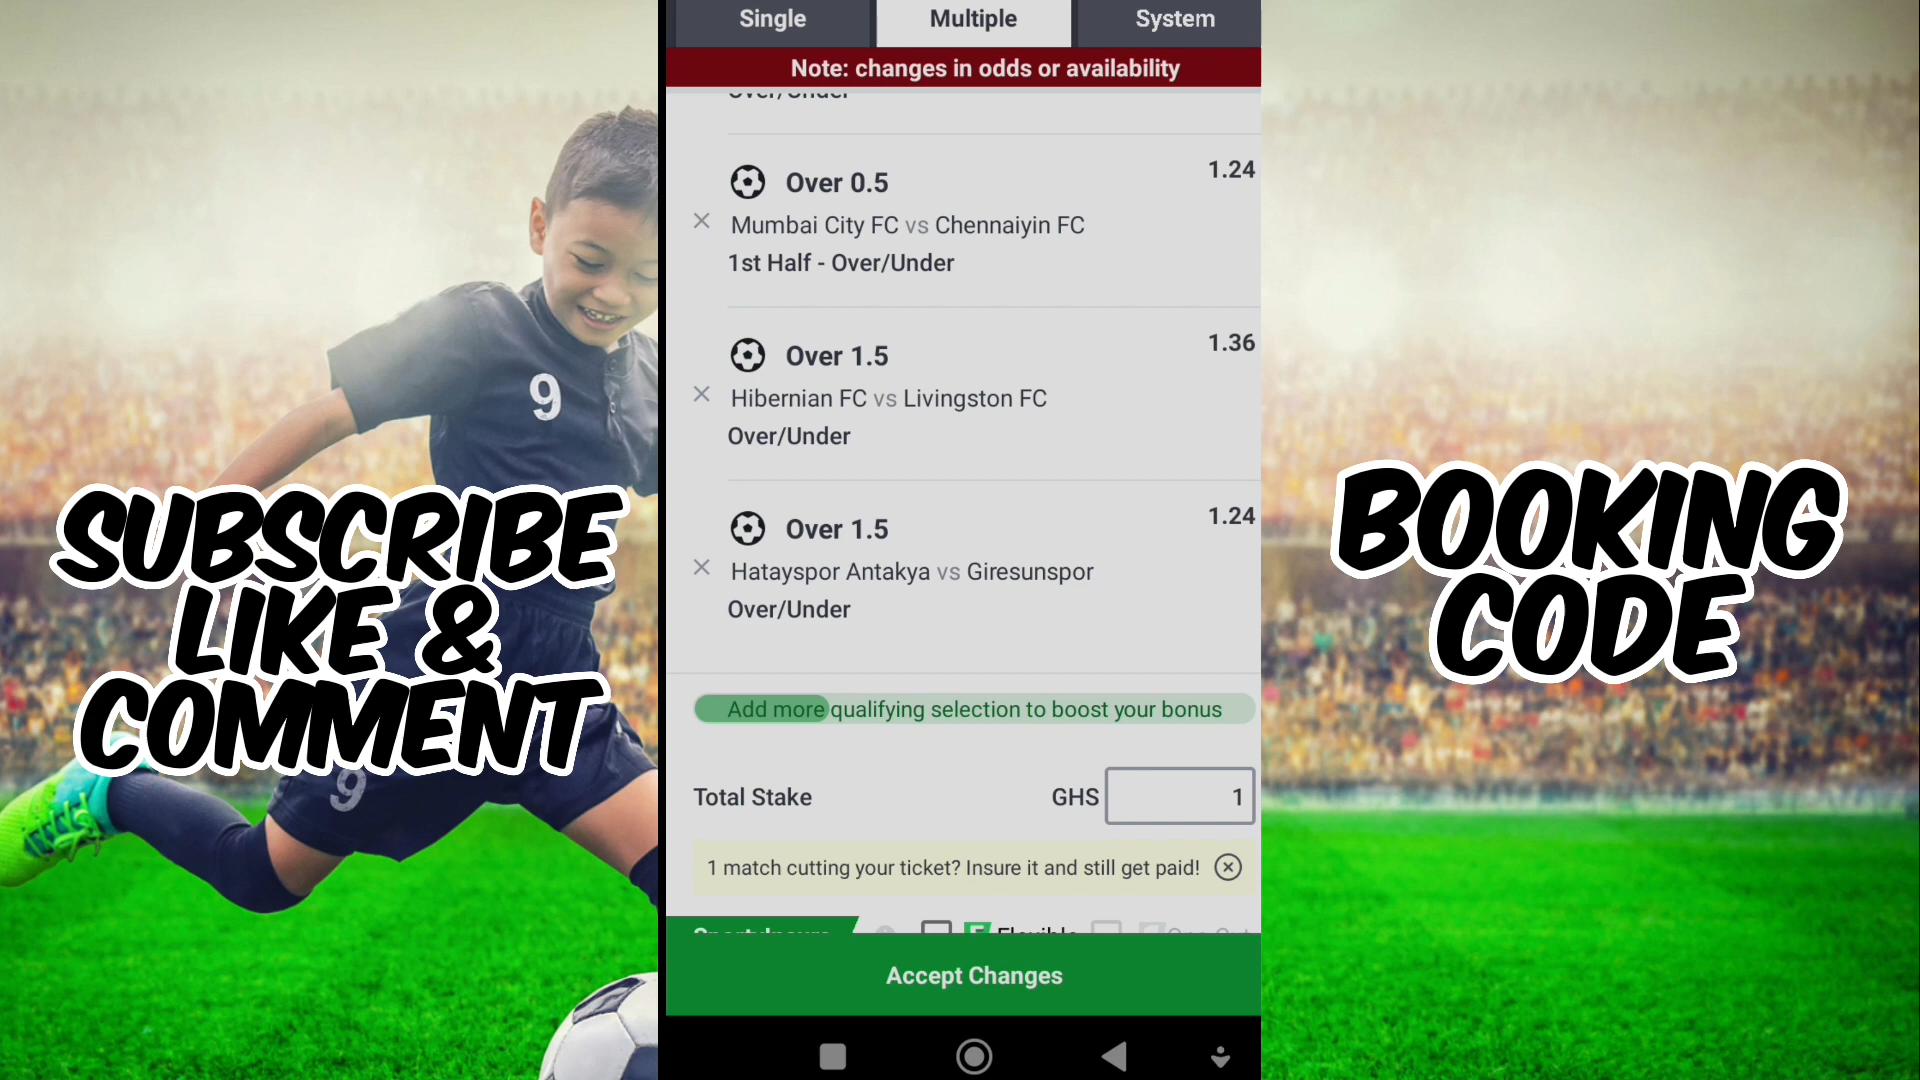 Single
Multiple
System
Note: changes in odds or availability
Over/Under
Over 0.5
1.24
Mumbai City FC vs Chennaiyin FC
1st Half - Over/Under
Over 1.5
1.36
Hibernian FC vs Livingston FC
Over/Under
Over 1.5
1.24
Hatayspor Antakya vs Giresunspor
Over/Under
Add more qualifying selection to boost your bonus
Total Stake
GHS
1
1 match cutting your ticket? Insure it and still get paid!
Flexible
Accept Changes
SUBSCRIBE
LIKE &
COMMENT
BOOKING
CODE
9
9